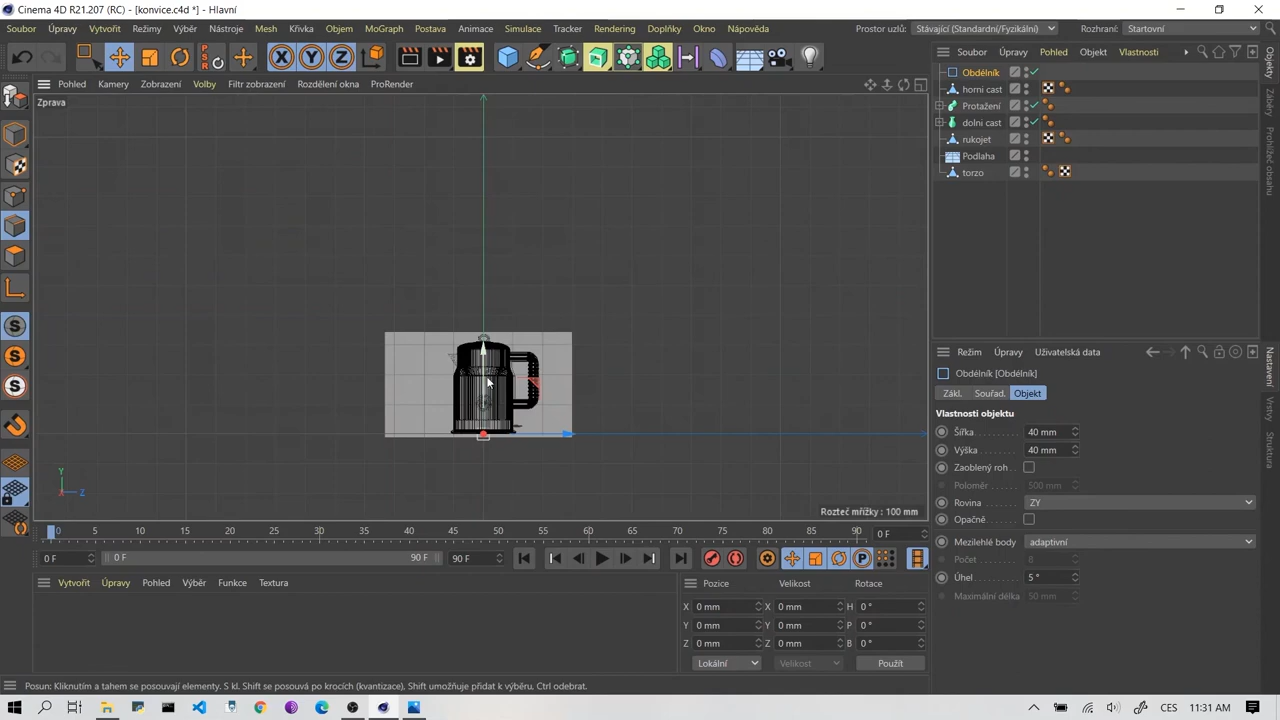 Cinema 4D R21.207 (RC) - [konvice.c4d *] - Hlavní
Soubor Úpravy Vytvořit Režimy Výběr Nástroje Křivka Mesh Objem MoGraph Postava Animace Simulace Tracker Rendering Doplňky Okno Nápověda Prostor uzlů: Stávající (Standardní/Fyzikální) Rozhraní: Startovní
X Y Z
Soubor Úpravy Pohled Objekt Vlastnosti
Pohled Kamery Zobrazení Volby Filtr zobrazení Rozdělení okna ProRender
Zprava
Obdélník
horni cast
Protažení
dolni cast
rukojet
Podlaha
torzo
Objekty
Záběry
Prohlížeč obsahu
Režim Úpravy Uživatelská data
Obdélník [Obdélník]
Zákl. Souřad. Objekt
Vlastnosti objektu
Šířka 40 mm
Výška 40 mm
Zaoblený roh
Poloměr 500 mm
Rovina ZY
Opačně
Mezilehlé body adaptivní
Počet 8
Úhel 5 °
Maximální délka 50 mm
Nastavení
Vrstvy
Struktura
Y
X Z
Rozteč mřížky : 100 mm
0 5 10 15 20 25 30 35 40 45 50 55 60 65 70 75 80 85 90 0 F
0 F 0 F 90 F 90 F
Vytvořit Úpravy Pohled Výběr Funkce Textura
Pozice Velikost Rotace
X 0 mm X 0 mm H 0 °
Y 0 mm Y 0 mm P 0 °
Z 0 mm Z 0 mm B 0 °
Lokální Velikost Použít
Posun: Kliknutím a tahem se posouvají elementy. S kl. Shift se posouvá po krocích (kvantizace), Shift umožňuje přidat k výběru, Ctrl odebrat.
CES 11:31 AM